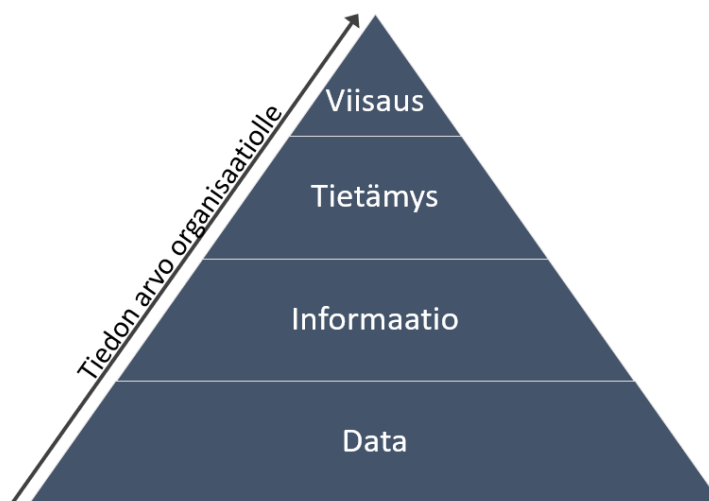 Viisaus
Tietämys
Informaatio
Data
Tiedon arvo organisaatiolle